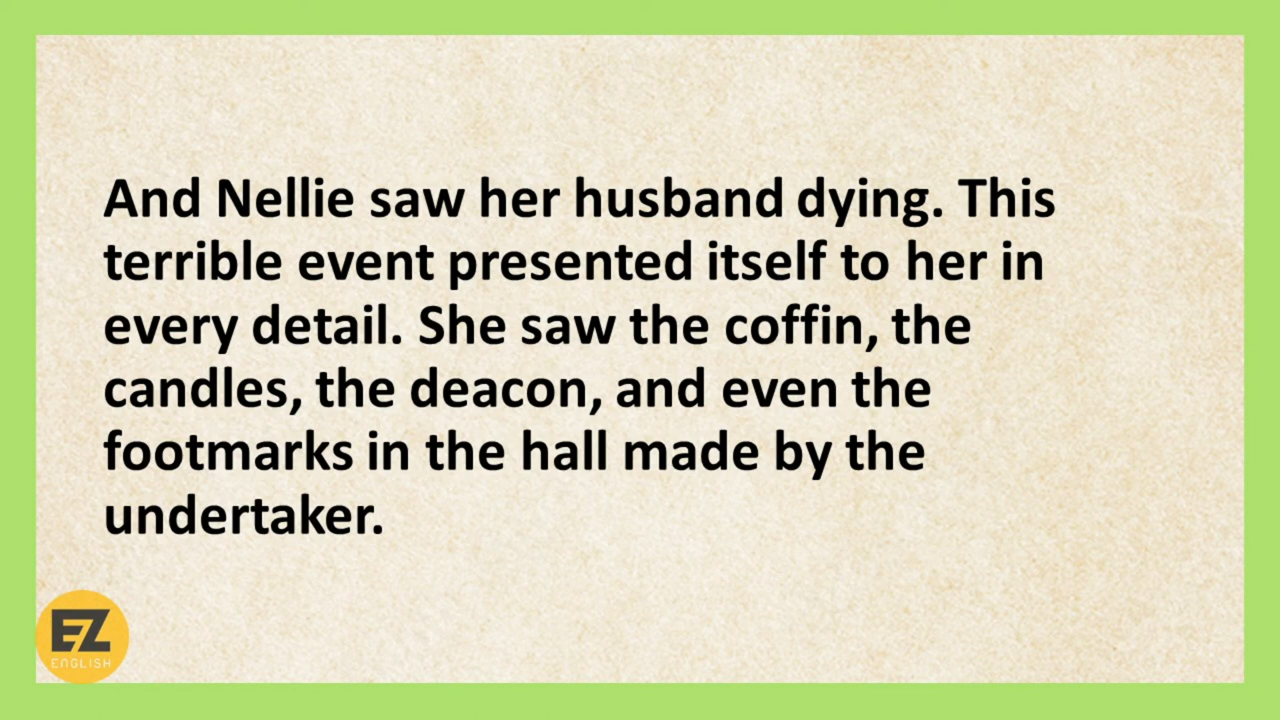 And Nellie saw her husband dying. This
terrible event presented itself to her in
every detail. She saw the coffin, the
candles, the deacon, and even the
footmarks in the hall made by the
undertaker.
EZ
ENGLISH